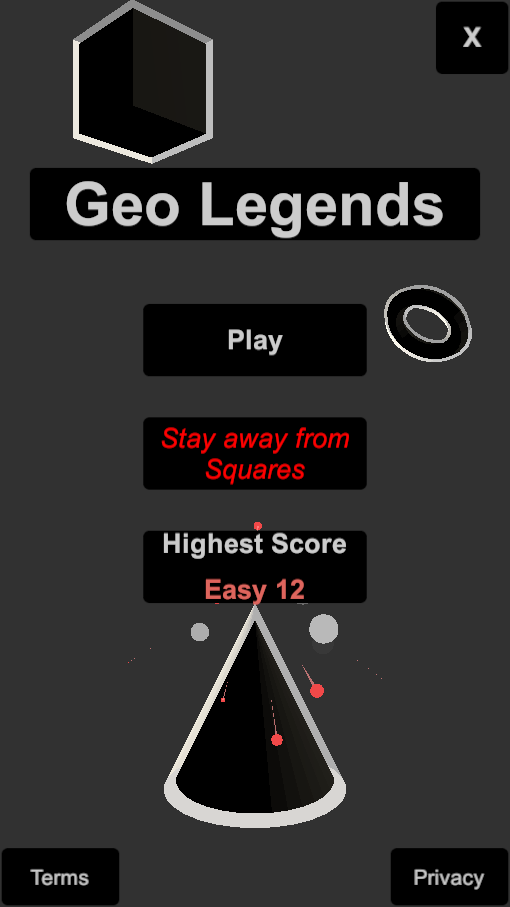 X
Geo Legends
Play
Stay away from
Squares
Highest Score
Easy 12
Terms
Privacy